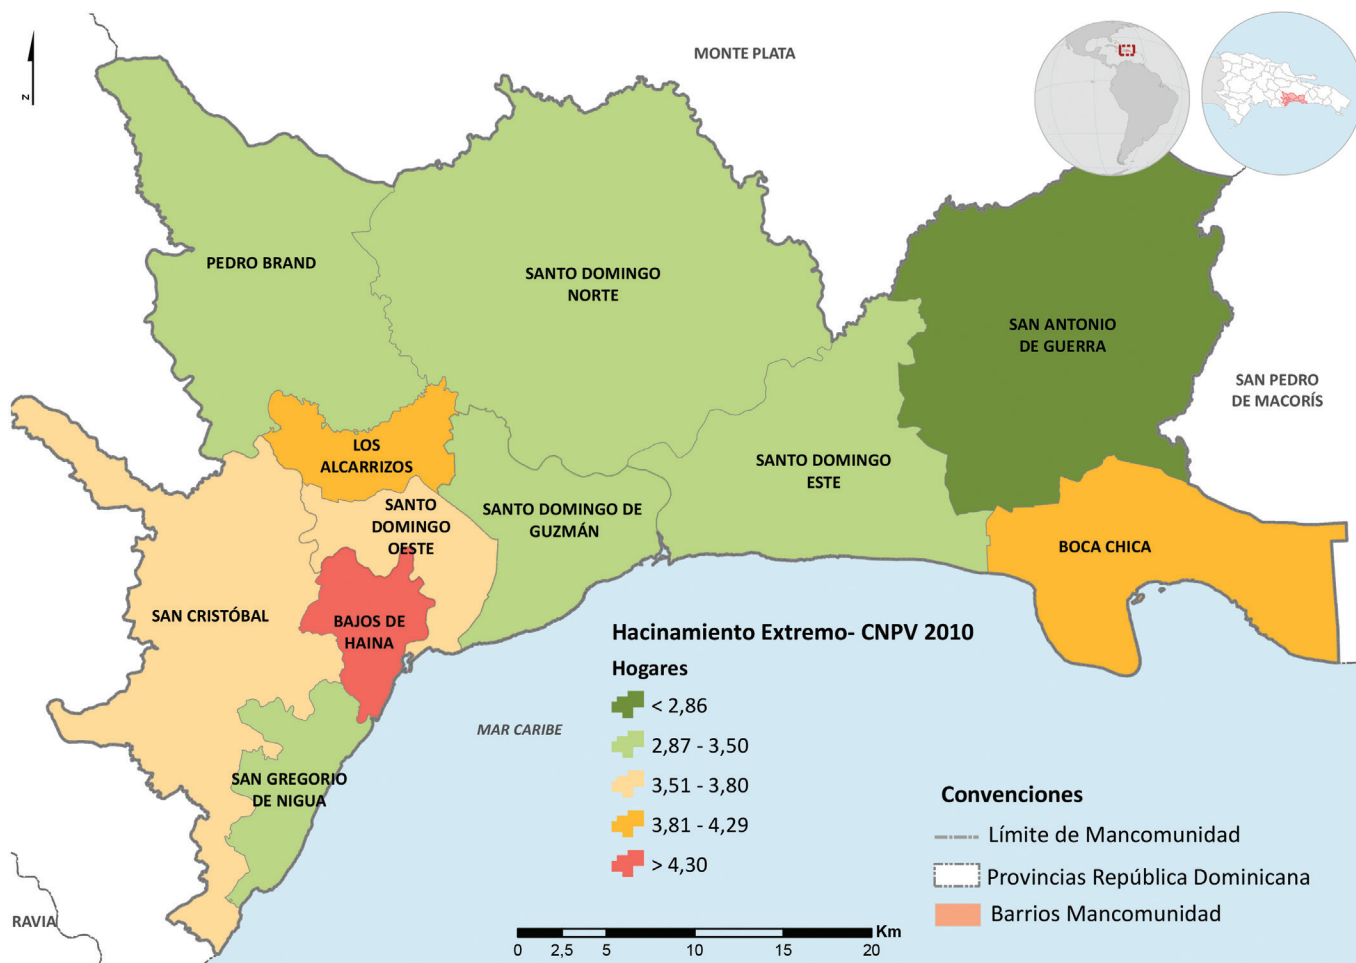 MONTE PLATA
N
PEDRO BRAND
SANTO DOMINGO
NORTE
SAN ANTONIO
DE GUERRA
SAN PEDRO
DE MACORÍS
LOS
ALCARRIZOS
SANTO DOMINGO
ESTE
SANTO
DOMINGO
OESTE
SANTO DOMINGO DE
GUZMÁN
BOCA CHICA
SAN CRISTÓBAL
BAJOS DE
HAINA
SAN GREGORIO
DE NIGUA
MAR CARIBE
RAVIA
Hacinamiento Extremo- CNPV 2010
Hogares
< 2,86
2,87 - 3,50
3,51 - 3,80
3,81 - 4,29
> 4,30
Convenciones
Límite de Mancomunidad
Provincias República Dominicana
Barrios Mancomunidad
Km
0 2,5 5 10 15 20